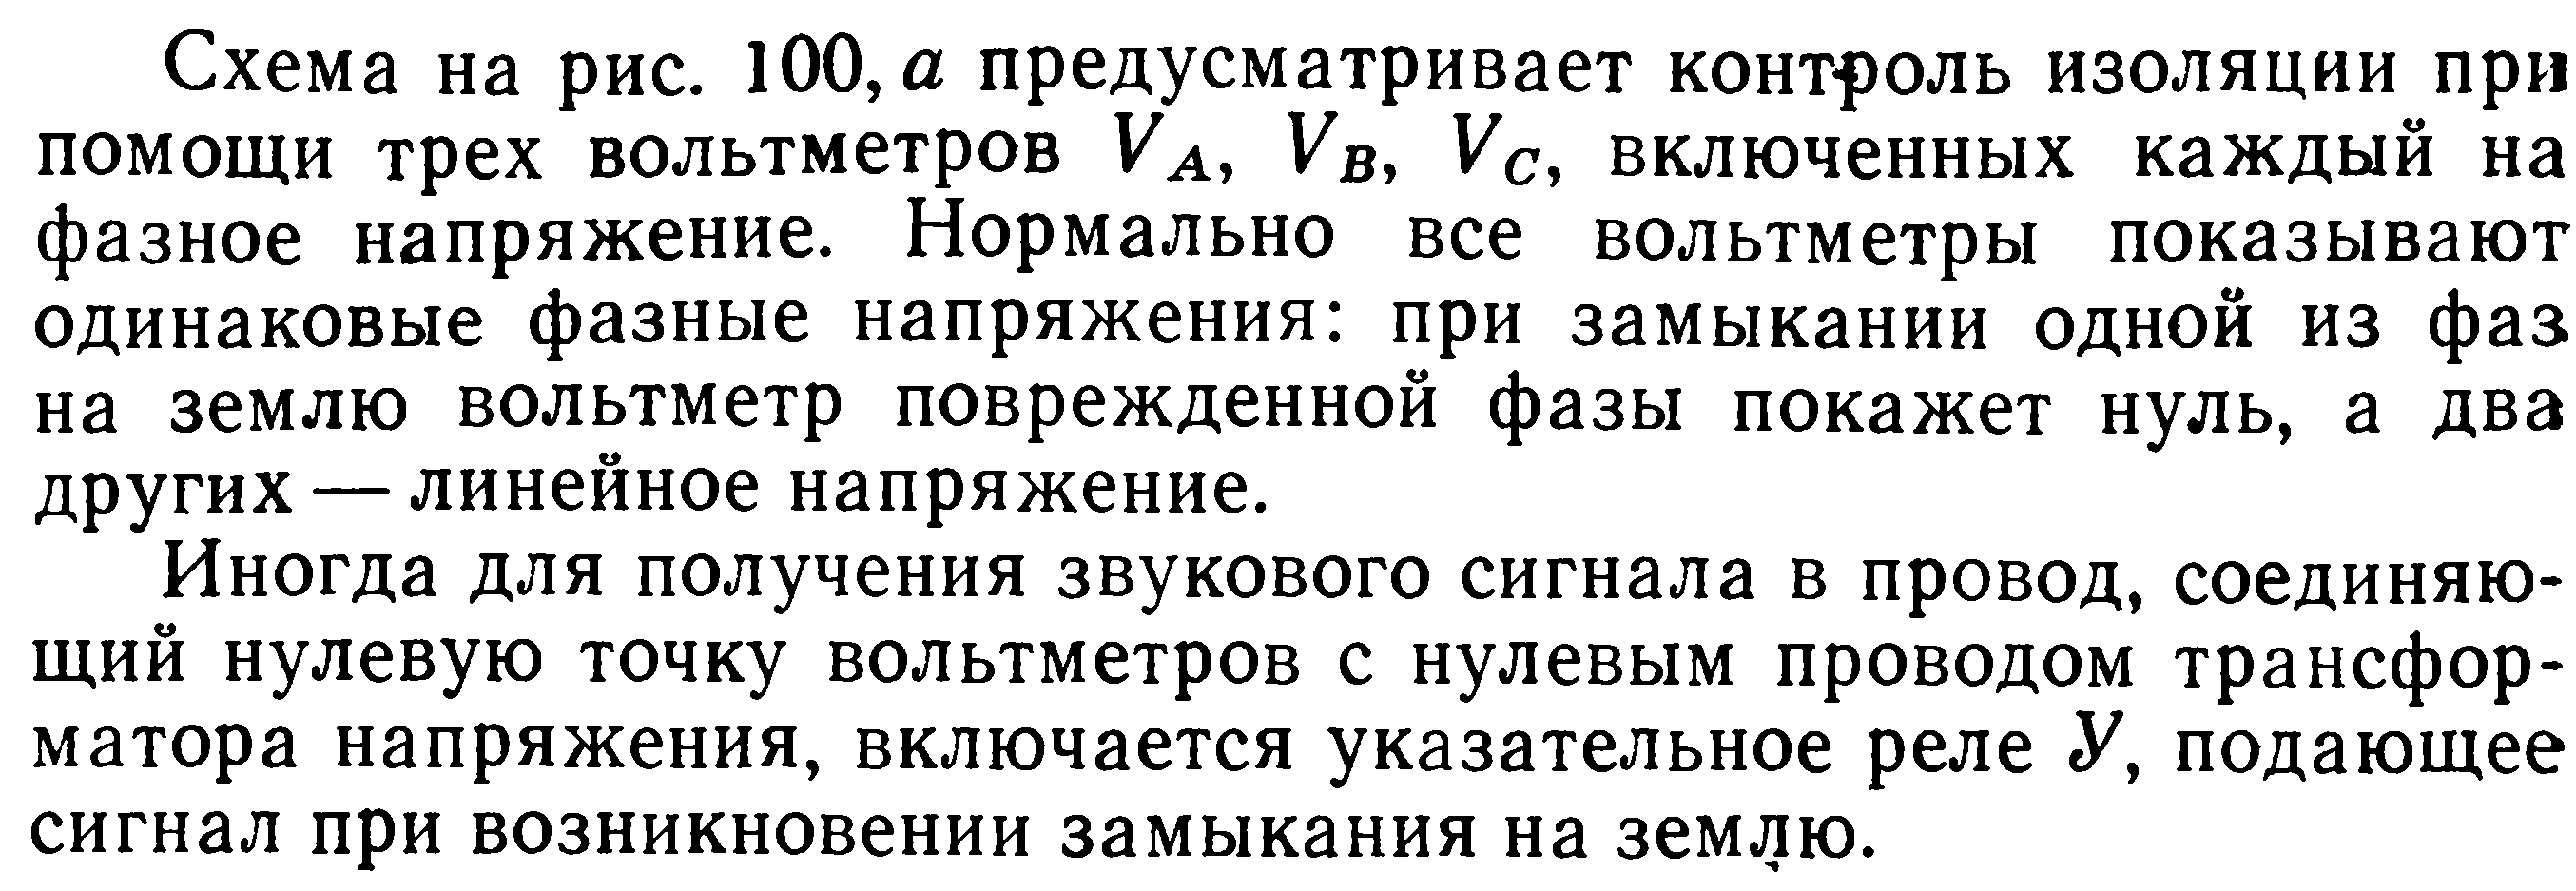 Схема на рис. 100, а предусматривает контроль изоляции при
помощи трех вольтметров V_A, V_B, V_C, включенных каждый на
фазное напряжение. Нормально все вольтметры показывают
одинаковые фазные напряжения: при замыкании одной из фаз
на землю вольтметр поврежденной фазы покажет нуль, а два
других — линейное напряжение.
Иногда для получения звукового сигнала в провод, соединяю-
щий нулевую точку вольтметров с нулевым проводом трансфор-
матора напряжения, включается указательное реле У, подающее
сигнал при возникновении замыкания на землю.